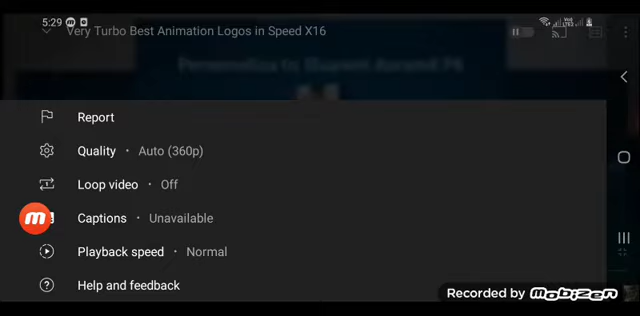 5:29
Very Turbo Best Animation Logos in Speed X16
Report
Quality • Auto (360p)
Loop video • Off
Captions • Unavailable
Playback speed • Normal
Help and feedback
Recorded by mobizen